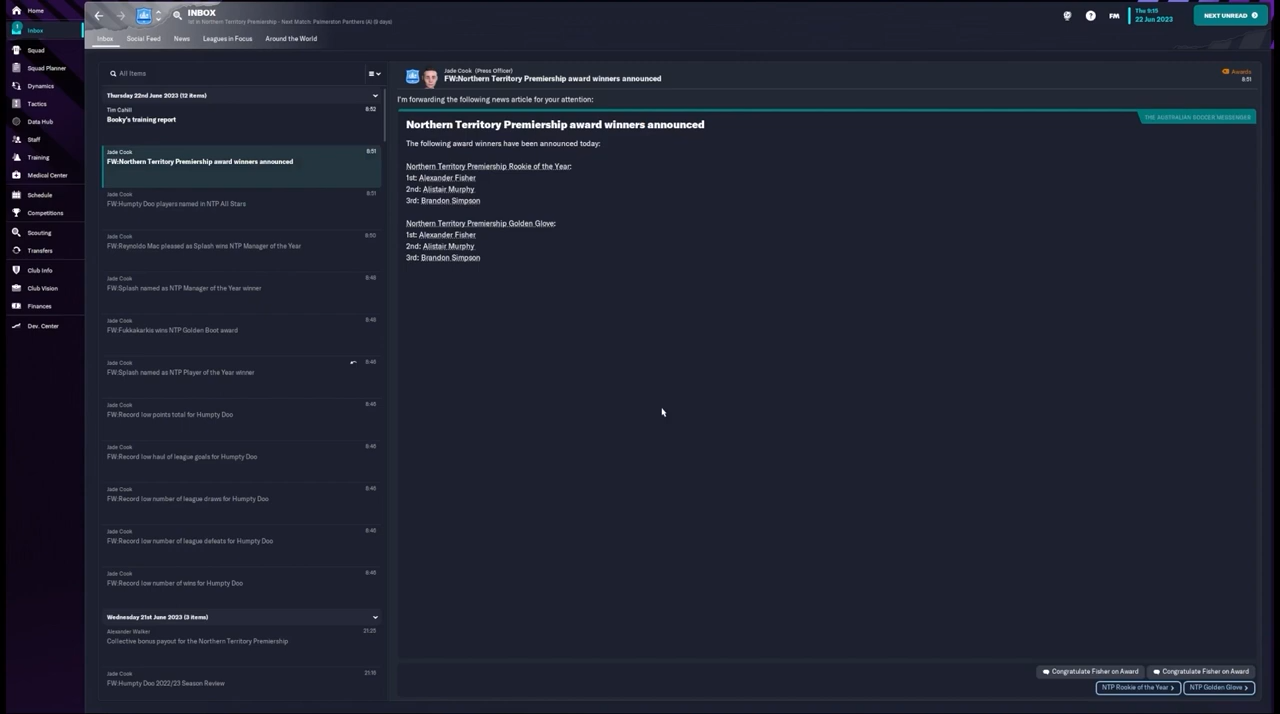 Home
INBOX
1st in Northern Territory Premiership - Next Match: Palmerston Panthers (A) (9 days)
FM
Thu 9:15
22 Jun 2023
NEXT UNREAD
1
Inbox
Squad
Squad Planner
Dynamics
Tactics
Data Hub
Staff
Training
Medical Center
Schedule
Competitions
Scouting
Transfers
Club Info
Club Vision
Finances
Dev. Center
Inbox Social Feed News Leagues in Focus Around the World
All Items
Thursday 22nd June 2023 (12 items)
Tim Cahill 8:52
Booky's training report
Jade Cook 8:51
FW:Northern Territory Premiership award winners announced
Jade Cook 8:51
FW:Humpty Doo players named in NTP All Stars
Jade Cook 8:50
FW:Reynoldo Mac pleased as Splash wins NTP Manager of the Year
Jade Cook 8:48
FW:Splash named as NTP Manager of the Year winner
Jade Cook 8:48
FW:Fukkakarkis wins NTP Golden Boot award
Jade Cook 8:48
FW:Splash named as NTP Player of the Year winner
Jade Cook 8:46
FW:Record low points total for Humpty Doo
Jade Cook 8:46
FW:Record low haul of league goals for Humpty Doo
Jade Cook 8:46
FW:Record low number of league draws for Humpty Doo
Jade Cook 8:46
FW:Record low number of league defeats for Humpty Doo
Jade Cook 8:46
FW:Record low number of wins for Humpty Doo
Wednesday 21st June 2023 (3 items)
Alexander Walker 21:25
Collective bonus payout for the Northern Territory Premiership
Jade Cook 21:10
FW:Humpty Doo 2022/23 Season Review
Jade Cook (Press Officer)
FW:Northern Territory Premiership award winners announced
Awards
8:51
I'm forwarding the following news article for your attention:
THE AUSTRALIAN SOCCER MESSENGER
Northern Territory Premiership award winners announced
The following award winners have been announced today:
Northern Territory Premiership Rookie of the Year:
1st: Alexander Fisher
2nd: Alistair Murphy
3rd: Brandon Simpson
Northern Territory Premiership Golden Glove:
1st: Alexander Fisher
2nd: Alistair Murphy
3rd: Brandon Simpson
Congratulate Fisher on Award Congratulate Fisher on Award
NTP Rookie of the Year > NTP Golden Glove >